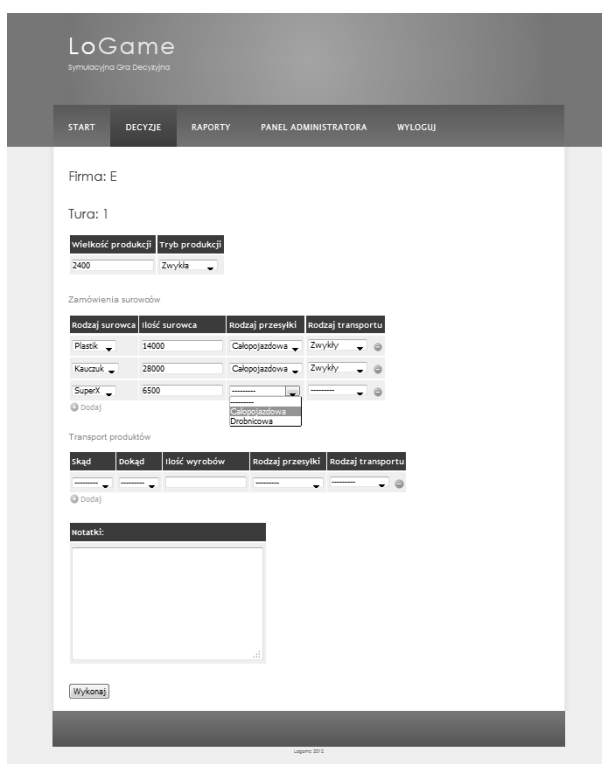 LoGame
Symulacyjna Gra Decyzyjna
START DECYZJE RAPORTY PANEL ADMINISTRATORA WYLOGUJ
Firma: E
Tura: 1
Wielkość produkcji Tryb produkcji
2400 Zwykła
Zamówienia surowców
Rodzaj surowca Ilość surowca Rodzaj przesyłki Rodzaj transportu
Plastik 14000 Całopojazdowa Zwykły
Kauczuk 28000 Całopojazdowa Zwykły
SuperX 6500 --------- ---------
---------
Całopojazdowa
Drobnicowa
Dodaj
Transport produktów
Skąd Dokąd Ilość wyrobów Rodzaj przesyłki Rodzaj transportu
--------- --------- --------- ---------
Dodaj
Notatki:
Wykonaj
Logame 2012